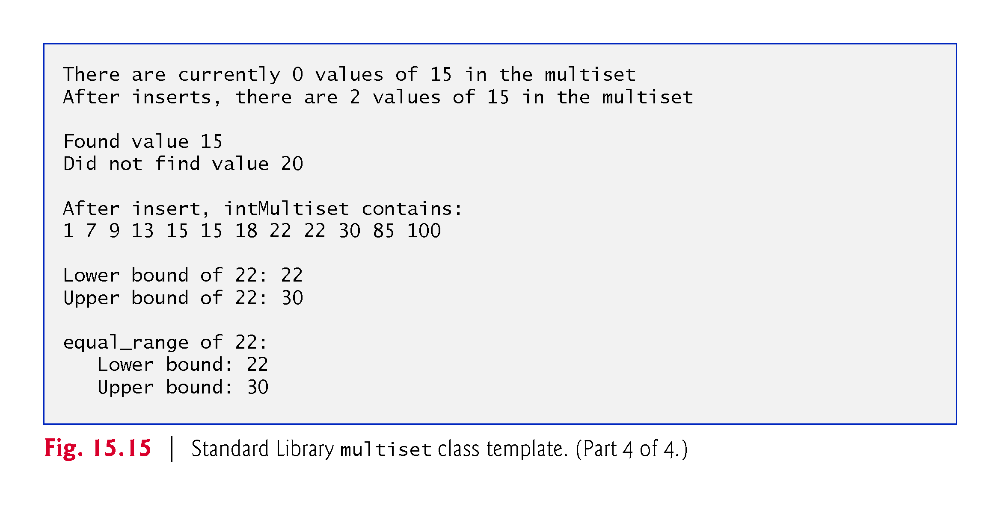 There are currently 0 values of 15 in the multiset
After inserts, there are 2 values of 15 in the multiset
Found value 15
Did not find value 20
After insert, intMultiset contains:
1 7 9 13 15 15 18 22 22 30 85 100
Lower bound of 22: 22
Upper bound of 22: 30
equal_range of 22:
   Lower bound: 22
   Upper bound: 30
Fig. 15.15 | Standard Library multiset class template. (Part 4 of 4.)